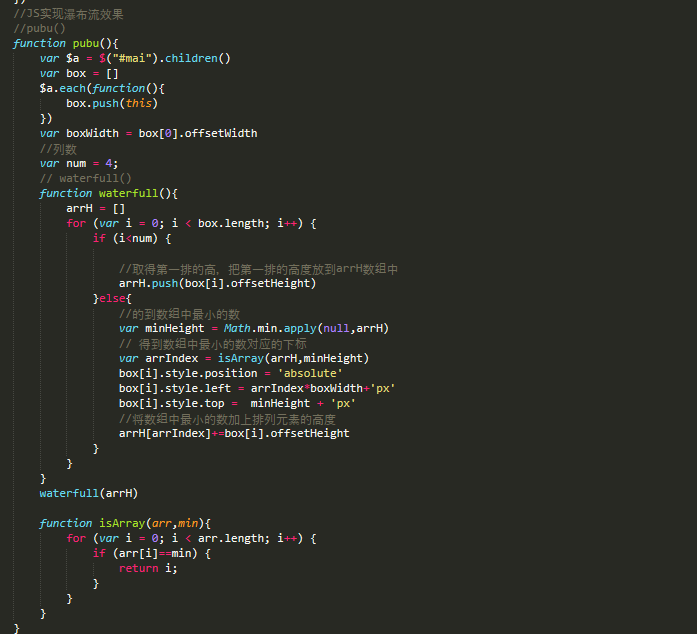 })
//JS实现瀑布流效果
//pubu()
function pubu(){
var $a = $("#mai").children()
var box = []
$a.each(function(){
box.push(this)
})
var boxWidth = box[0].offsetWidth
//列数
var num = 4;
// waterfull()
function waterfull(){
arrH = []
for (var i = 0; i < box.length; i++) {
if (i<num) {
//取得第一排的高，把第一排的高度放到arrH数组中
arrH.push(box[i].offsetHeight)
}else{
//的到数组中最小的数
var minHeight = Math.min.apply(null,arrH)
// 得到数组中最小的数对应的下标
var arrIndex = isArray(arrH,minHeight)
box[i].style.position = 'absolute'
box[i].style.left = arrIndex*boxWidth+'px'
box[i].style.top =  minHeight + 'px'
//将数组中最小的数加上排列元素的高度
arrH[arrIndex]+=box[i].offsetHeight
}
}
}
waterfull(arrH)
function isArray(arr,min){
for (var i = 0; i < arr.length; i++) {
if (arr[i]==min) {
return i;
}
}
}
}